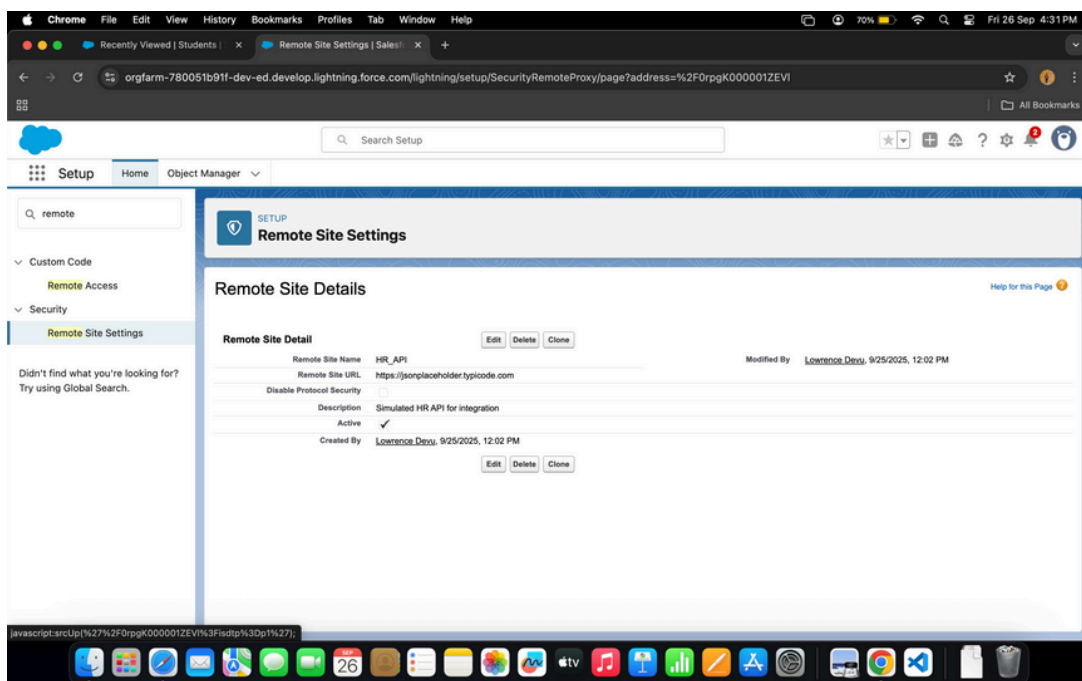 Chrome File Edit View History Bookmarks Profiles Tab Window Help 70% Fri 26 Sep 4:31 PM
Recently Viewed | Students | Remote Site Settings | Salesf
orgfarm-780051b91f-dev-ed.develop.lightning.force.com/lightning/setup/SecurityRemoteProxy/page?address=%2F0rpgK000001ZEVl
All Bookmarks
Search Setup 2
Setup Home Object Manager
remote
SETUP
Remote Site Settings
Custom Code
Remote Access
Security
Remote Site Settings
Didn't find what you're looking for?
Try using Global Search.
Remote Site Details
Help for this Page
Remote Site Detail Edit Delete Clone
Remote Site Name HR_API Modified By Lowrence Devu, 9/25/2025, 12:02 PM
Remote Site URL https://jsonplaceholder.typicode.com
Disable Protocol Security
Description Simulated HR API for integration
Active ✓
Created By Lowrence Devu, 9/25/2025, 12:02 PM
Edit Delete Clone
javascript:srcUp(%27%2F0rpgK000001ZEVl%3Fisdtp%3Dp1%27);
SEP
26
tv